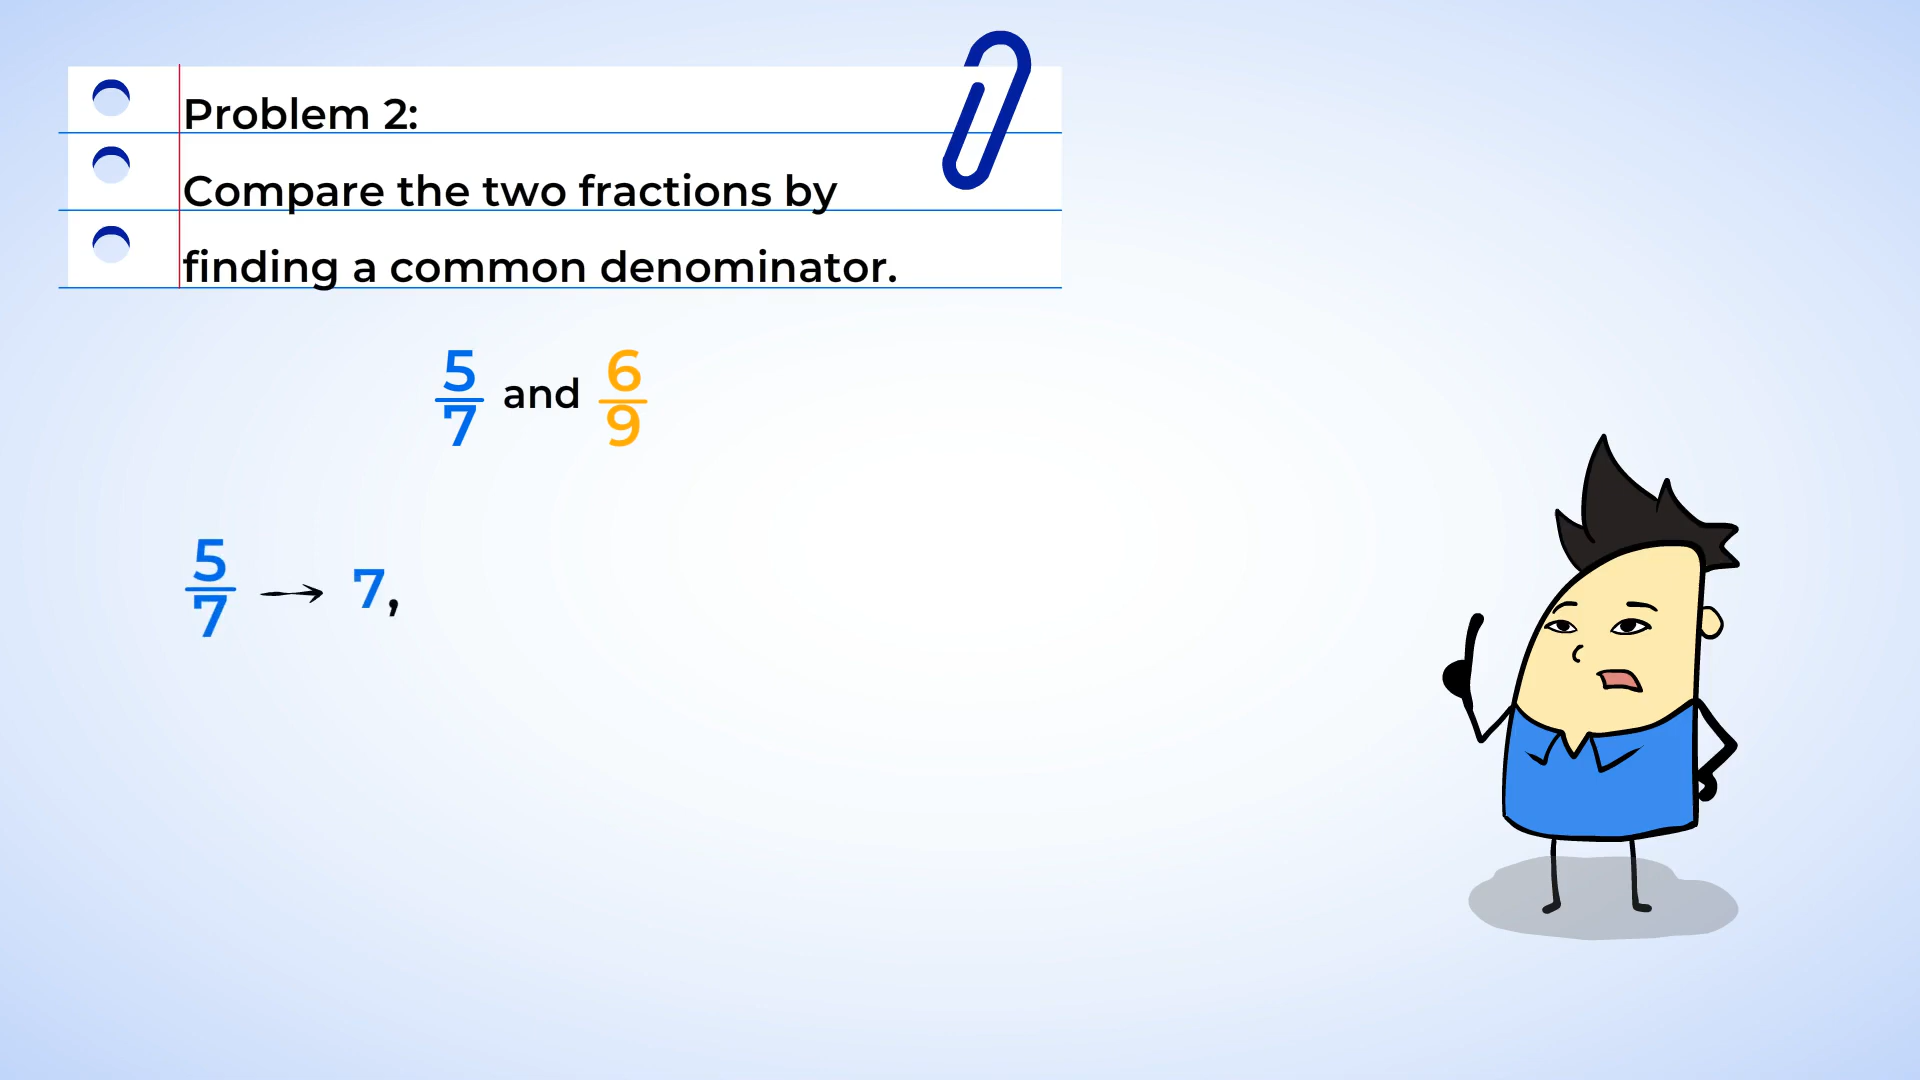 Problem 2:
Compare the two fractions by
finding a common denominator.
5/7 and 6/9
5/7 → 7,